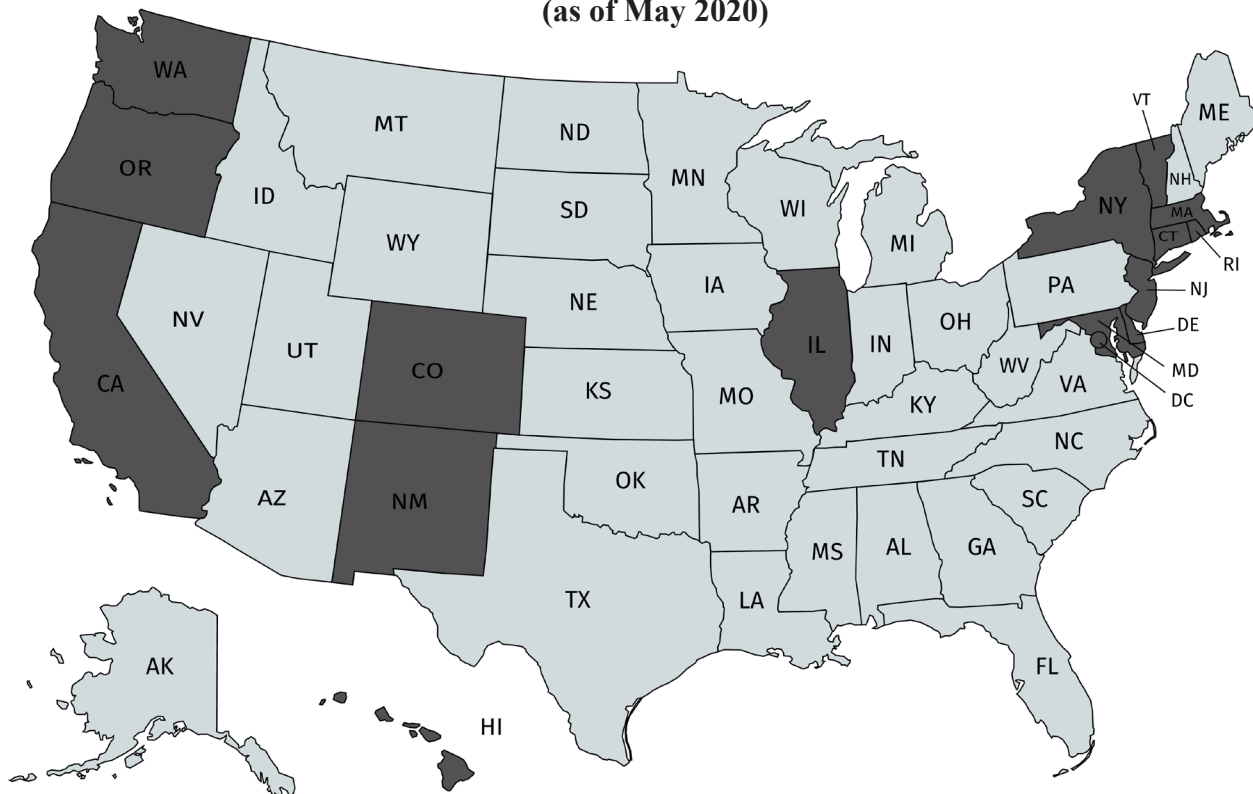 (as of May 2020)
WA
MT
ND
MN
VT
ME
OR
ID
SD
WI
NH
NY
MA
WY
MI
CT
RI
IA
PA
NJ
NV
NE
OH
DE
UT
IL
IN
CO
WV
MD
CA
KS
MO
VA
DC
KY
NC
TN
OK
AZ
NM
AR
SC
MS
AL
GA
TX
LA
AK
FL
HI